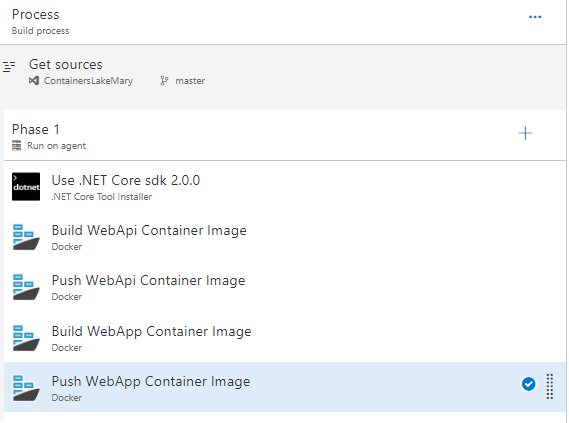 Process
Build process
Get sources
ContainersLakeMary master
Phase 1
Run on agent
dotnet
Use .NET Core sdk 2.0.0
.NET Core Tool Installer
Build WebApi Container Image
Docker
Push WebApi Container Image
Docker
Build WebApp Container Image
Docker
Push WebApp Container Image
Docker